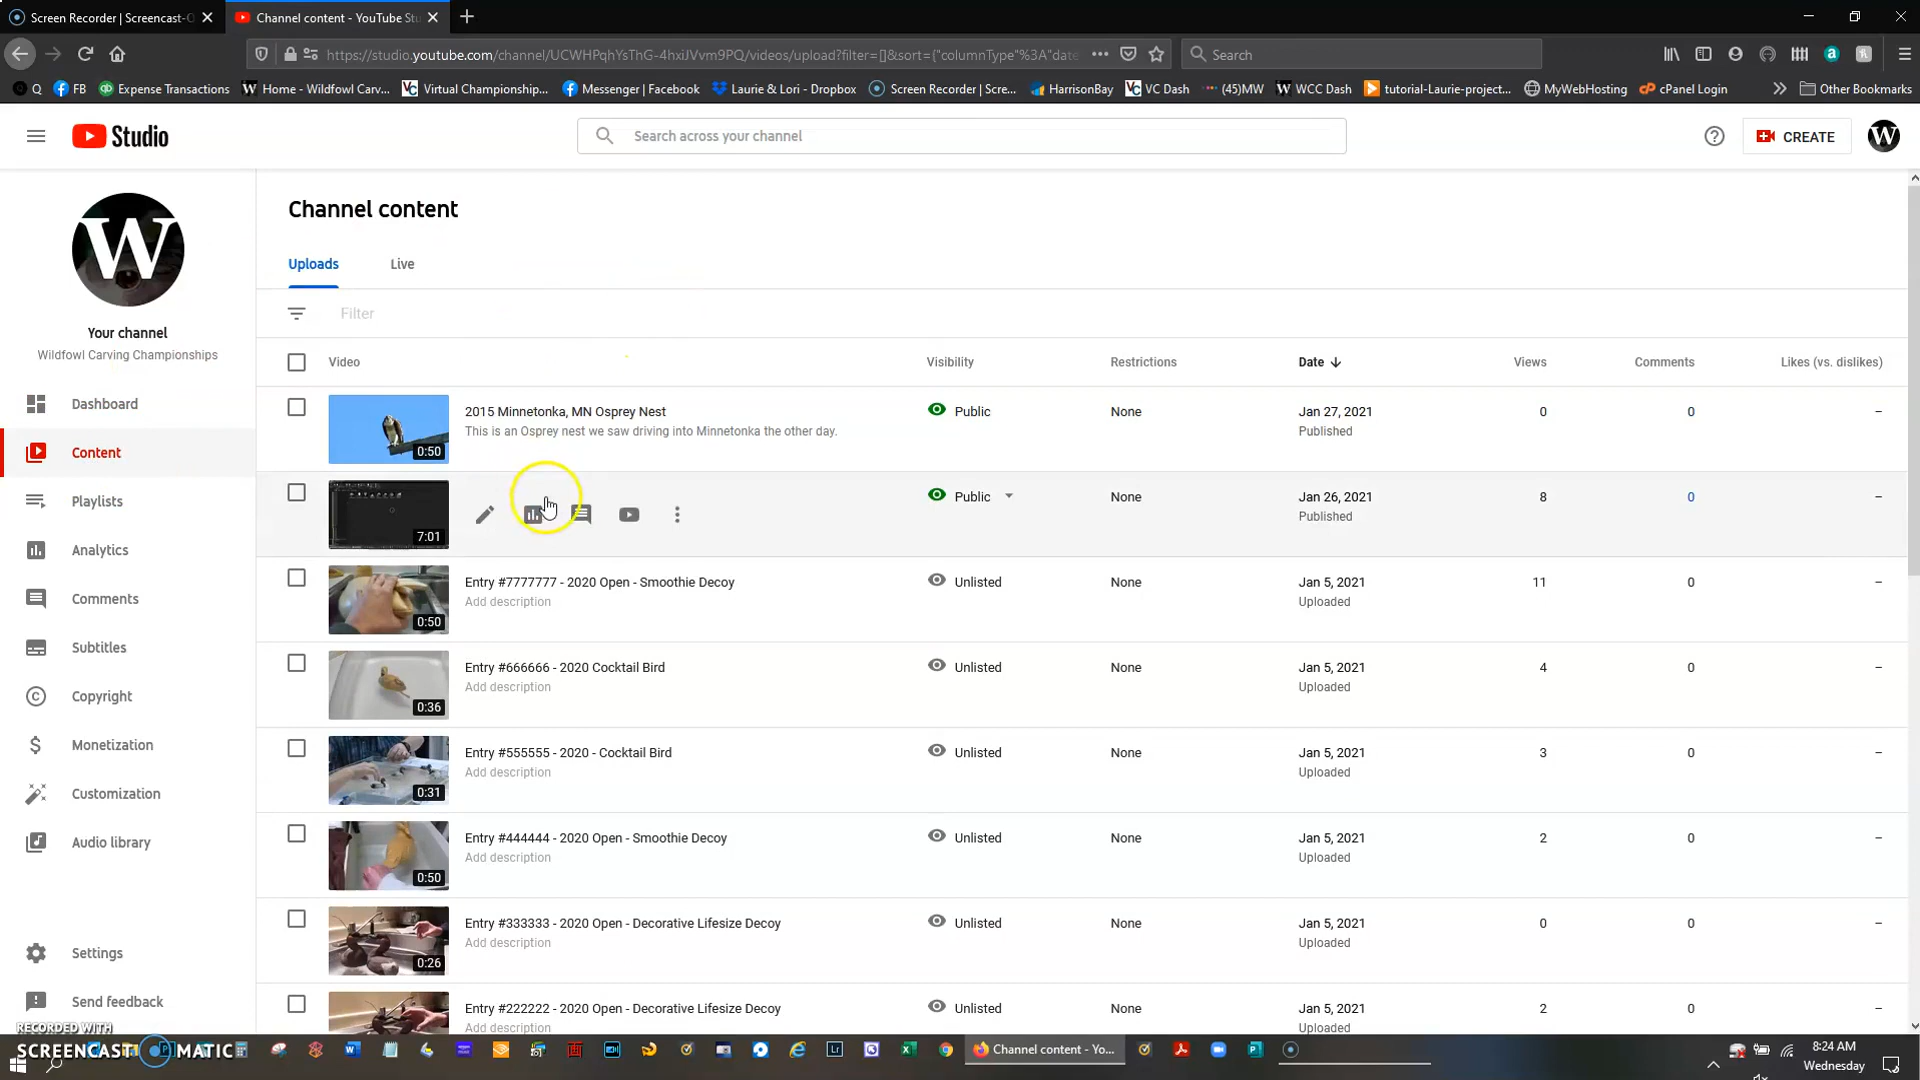 Screen Recorder | Screencast-O
Channel content - YouTube Stu
https://studio.youtube.com/channel/UCWHPqhYsThG-4hxiJVvm9PQ/videos/upload?filter=[]&sort={"columnType"%3A"date
Search
Q
FB
Expense Transactions
Home - Wildfowl Carv...
Virtual Championship...
Messenger | Facebook
Laurie & Lori - Dropbox
Screen Recorder | Scre...
HarrisonBay
VC Dash
(45)MW
WCC Dash
tutorial-Laurie-project...
MyWebHosting
cPanel Login
Other Bookmarks
Studio
Search across your channel
CREATE
W
W
Your channel
Wildfowl Carving Championships
Dashboard
Content
Playlists
Analytics
Comments
Subtitles
Copyright
Monetization
Customization
Audio library
Settings
Send feedback
Channel content
Uploads
Live
Filter
Video
Visibility
Restrictions
Date
Views
Comments
Likes (vs. dislikes)
0:50
2015 Minnetonka, MN Osprey Nest
This is an Osprey nest we saw driving into Minnetonka the other day.
Public
None
Jan 27, 2021
Published
0
0
–
7:01
Public
None
Jan 26, 2021
Published
8
0
–
0:50
Entry #7777777 - 2020 Open - Smoothie Decoy
Add description
Unlisted
None
Jan 5, 2021
Uploaded
11
0
–
0:36
Entry #666666 - 2020 Cocktail Bird
Add description
Unlisted
None
Jan 5, 2021
Uploaded
4
0
–
0:31
Entry #555555 - 2020 - Cocktail Bird
Add description
Unlisted
None
Jan 5, 2021
Uploaded
3
0
–
0:50
Entry #444444 - 2020 Open - Smoothie Decoy
Add description
Unlisted
None
Jan 5, 2021
Uploaded
2
0
–
0:26
Entry #333333 - 2020 Open - Decorative Lifesize Decoy
Add description
Unlisted
None
Jan 5, 2021
Uploaded
0
0
–
Entry #222222 - 2020 Open - Decorative Lifesize Decoy
Add description
Unlisted
None
Jan 5, 2021
Uploaded
2
0
–
RECORDED WITH
SCREENCAST MATIC
Channel content - Yo...
8:24 AM
Wednesday